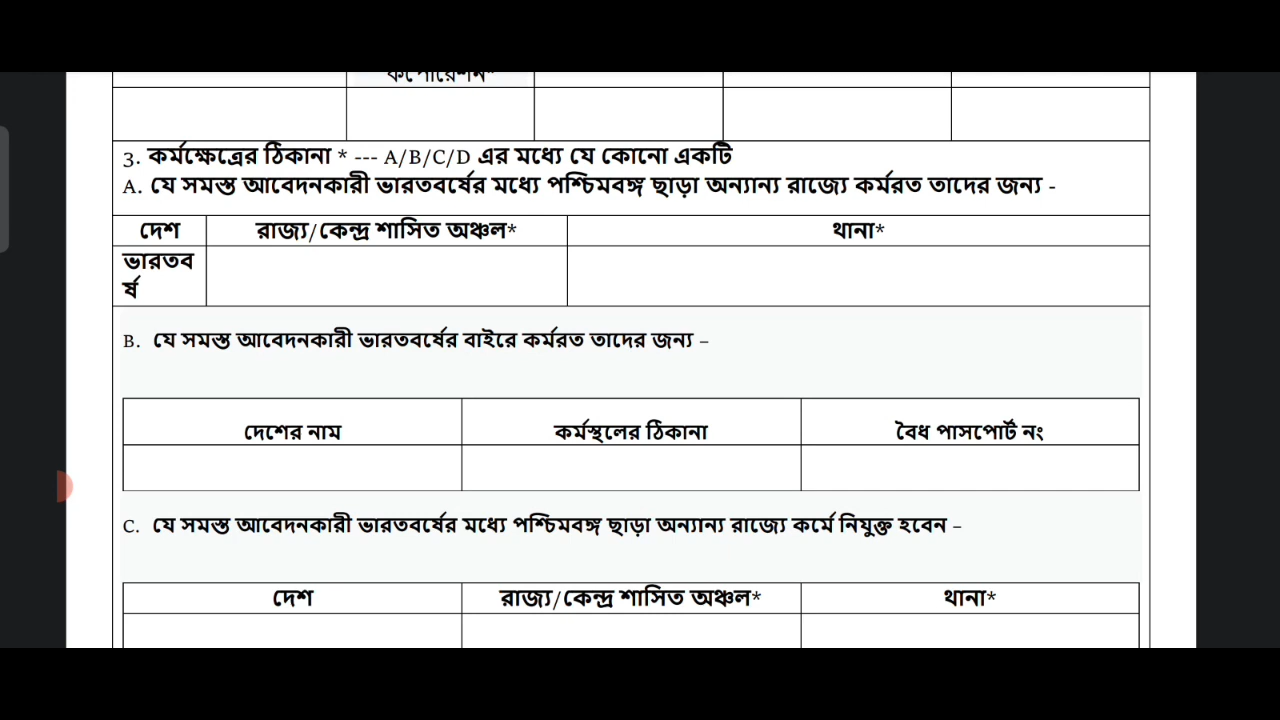 কর্পোরেশন*
3. কর্মক্ষেত্রের ঠিকানা * --- A/B/C/D এর মধ্যে যে কোনো একটি
A. যে সমস্ত আবেদনকারী ভারতবর্ষের মধ্যে পশ্চিমবঙ্গ ছাড়া অন্যান্য রাজ্যে কর্মরত তাদের জন্য -
দেশ রাজ্য/কেন্দ্র শাসিত অঞ্চল* থানা*
ভারতব
র্ষ
B. যে সমস্ত আবেদনকারী ভারতবর্ষের বাইরে কর্মরত তাদের জন্য –
দেশের নাম কর্মস্থলের ঠিকানা বৈধ পাসপোর্ট নং
C. যে সমস্ত আবেদনকারী ভারতবর্ষের মধ্যে পশ্চিমবঙ্গ ছাড়া অন্যান্য রাজ্যে কর্মে নিযুক্ত হবেন –
দেশ রাজ্য/কেন্দ্র শাসিত অঞ্চল* থানা*